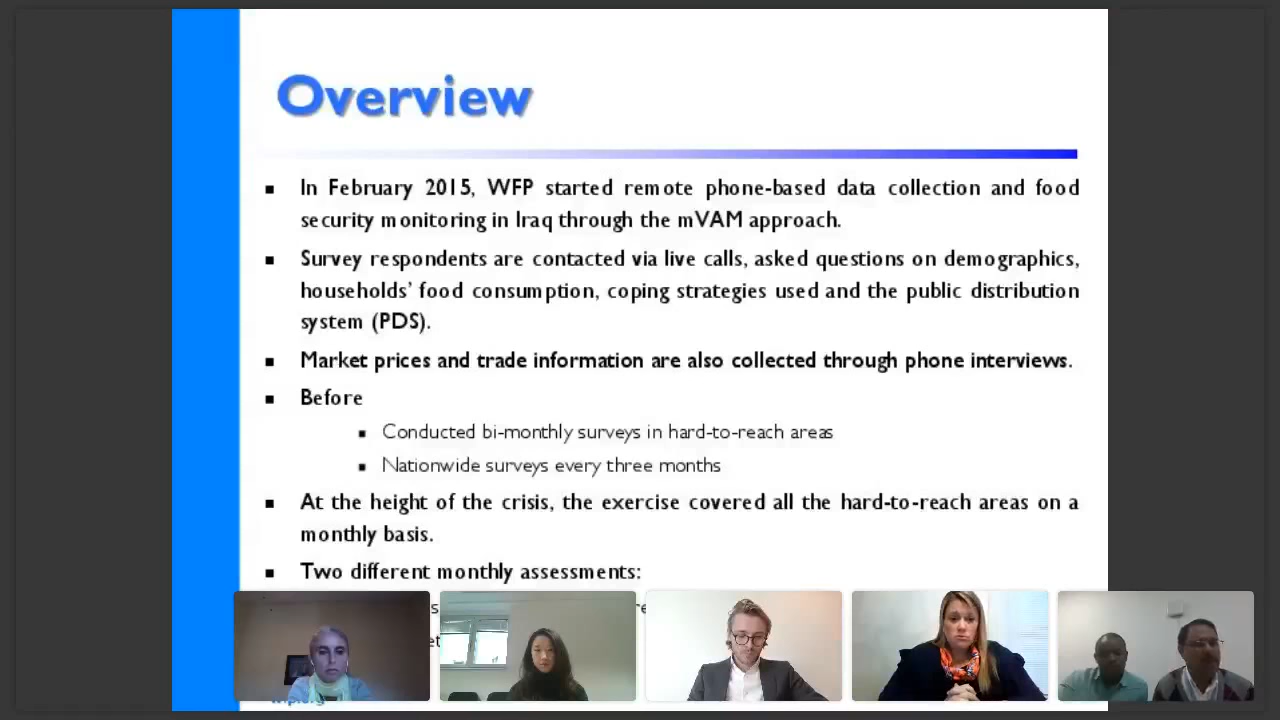 Overview
In February 2015, WFP started remote phone-based data collection and food
security monitoring in Iraq through the mVAM approach.
Survey respondents are contacted via live calls, asked questions on demographics,
households' food consumption, coping strategies used and the public distribution
system (PDS).
Market prices and trade information are also collected through phone interviews.
Before
Conducted bi-monthly surveys in hard-to-reach areas
Nationwide surveys every three months
At the height of the crisis, the exercise covered all the hard-to-reach areas on a
monthly basis.
Two different monthly assessments: